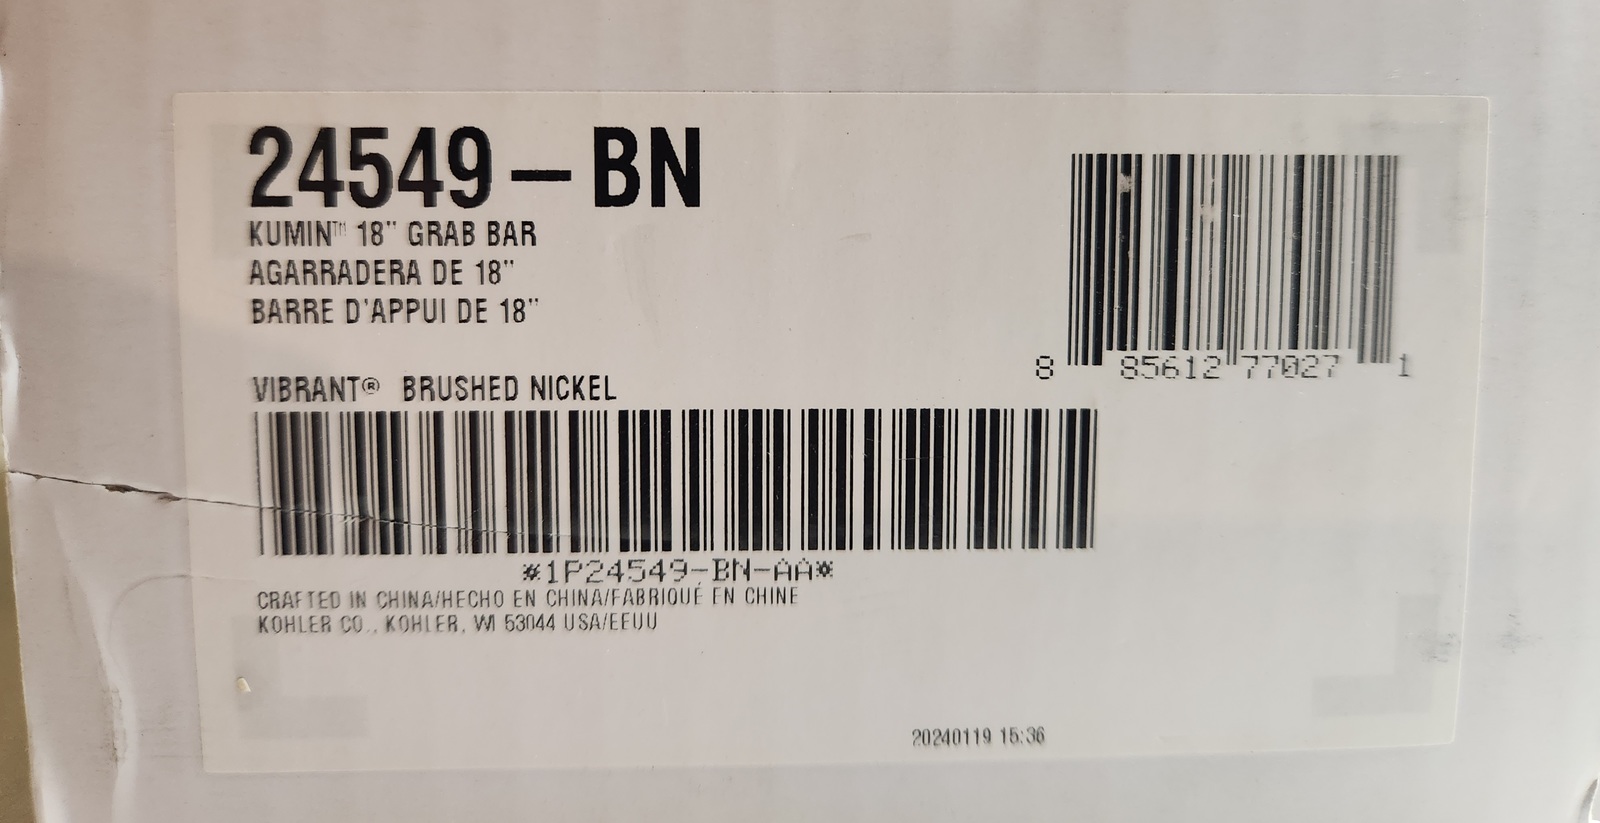 24549-BN
KUMIN™ 18" GRAB BAR
AGARRADERA DE 18"
BARRE D'APPUI DE 18"
8 85612 77027 1
VIBRANT® BRUSHED NICKEL
*1P24549-BN-AA*
CRAFTED IN CHINA/HECHO EN CHINA/FABRIQUÉ EN CHINE
KOHLER CO., KOHLER, WI 53044 USA/EEUU
20240119 15:36